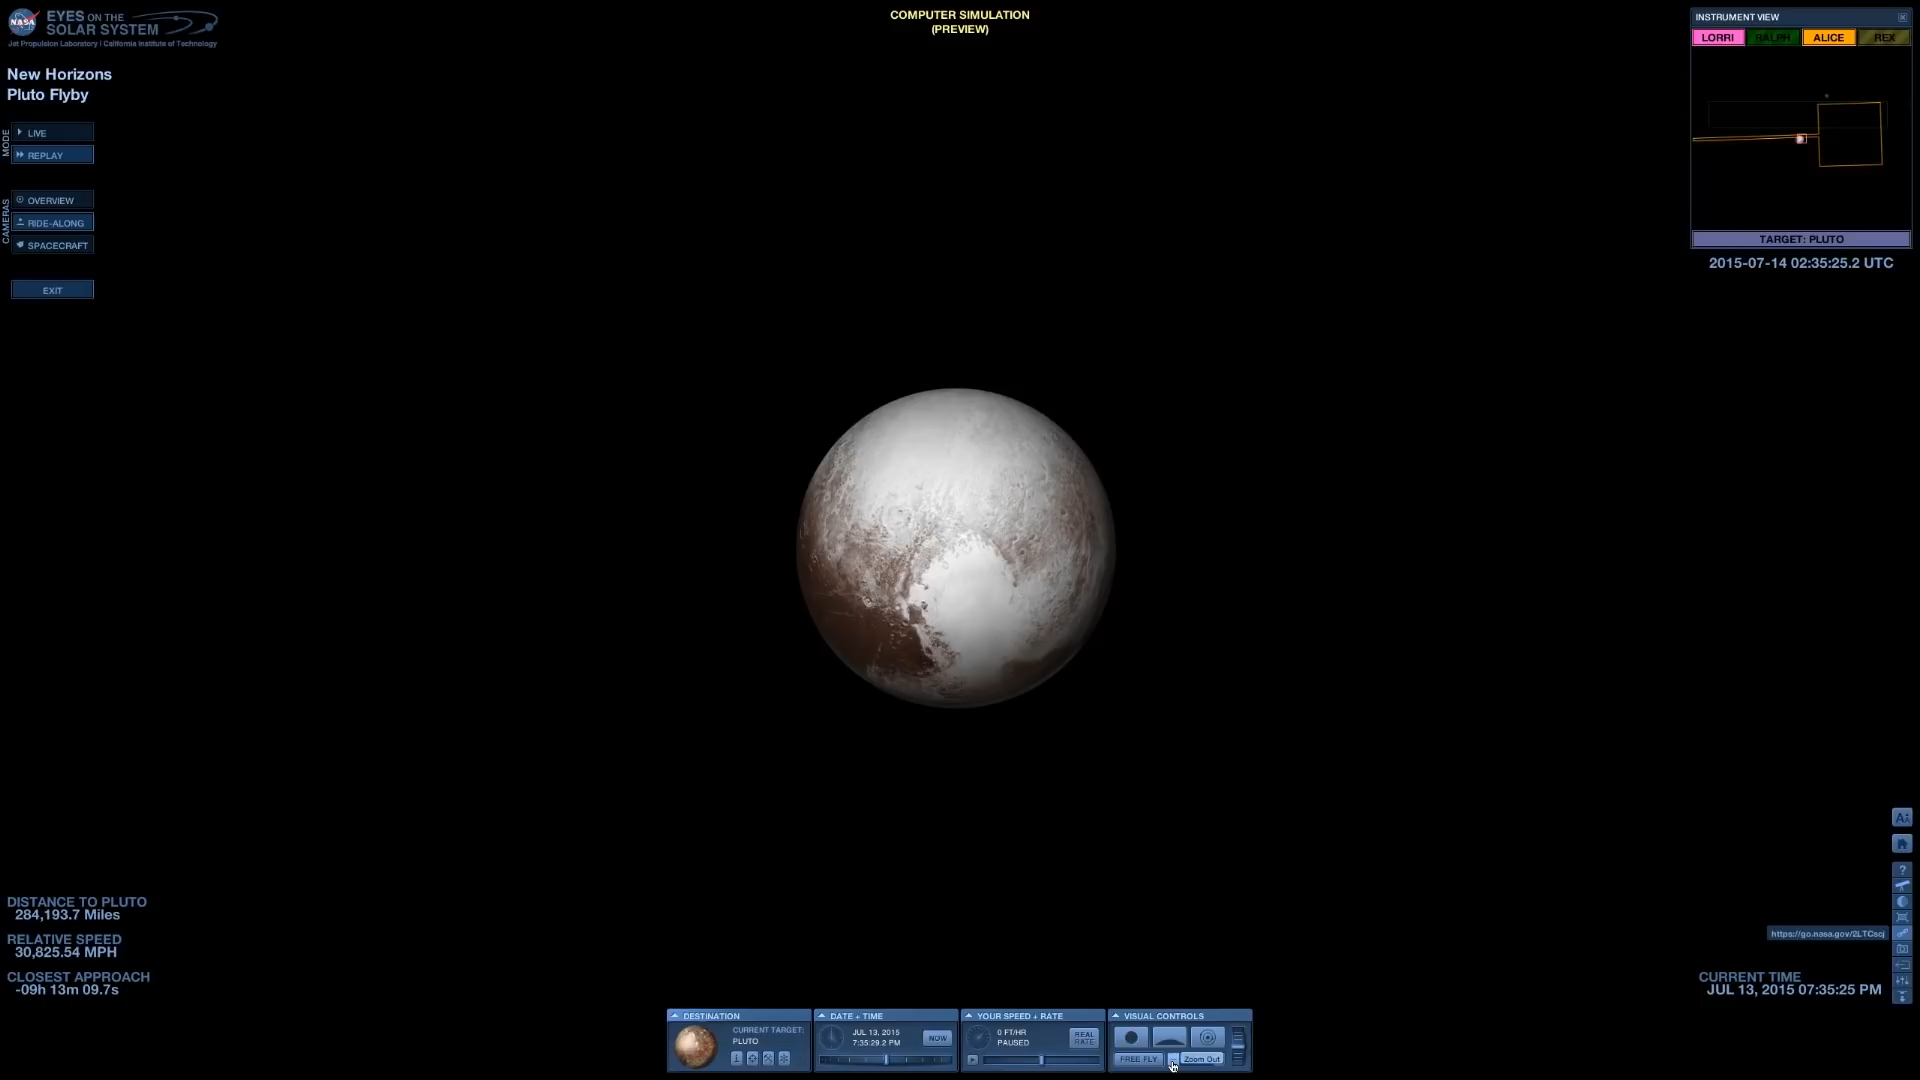 NASA
EYES ON THE
SOLAR SYSTEM
Jet Propulsion Laboratory | California Institute of Technology
New Horizons
Pluto Flyby
MODE
LIVE
REPLAY
CAMERAS
OVERVIEW
RIDE-ALONG
SPACECRAFT
EXIT
COMPUTER SIMULATION
(PREVIEW)
INSTRUMENT VIEW
LORRI RALPH ALICE REX
TARGET: PLUTO
2015-07-14 02:35:25.2 UTC
DISTANCE TO PLUTO
284,193.7 Miles
RELATIVE SPEED
30,825.54 MPH
CLOSEST APPROACH
-09h 13m 09.7s
https://go.nasa.gov/2LTCscj
CURRENT TIME
JUL 13, 2015 07:35:25 PM
DESTINATION
CURRENT TARGET:
PLUTO
DATE + TIME
JUL 13, 2015
7:35:29.2 PM
NOW
YOUR SPEED + RATE
0 FT/HR
PAUSED
REAL
RATE
VISUAL CONTROLS
FREE FLY
Zoom Out